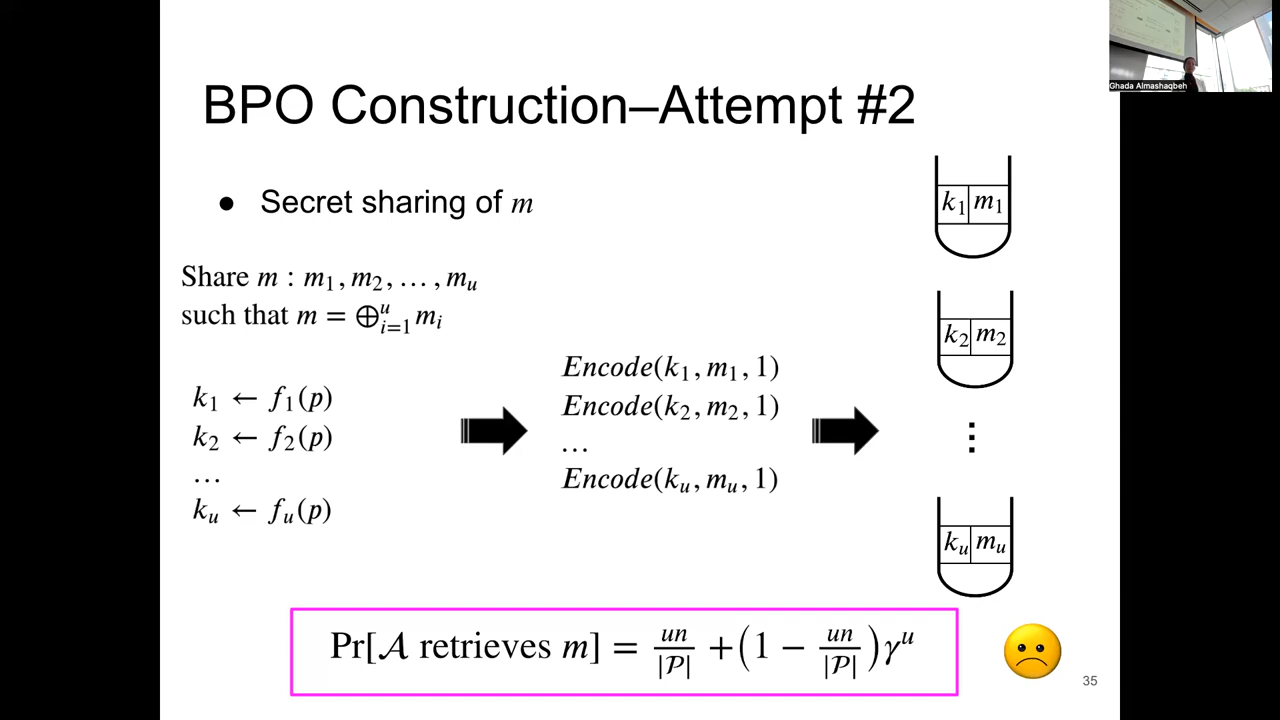 BPO Construction–Attempt #2
● Secret sharing of m
Share m : m₁, m₂, … , mᵤ
such that m = ⊕ᵘᵢ₌₁ mᵢ
k₁ ← f₁(p)
k₂ ← f₂(p)
…
kᵤ ← fᵤ(p)
Encode(k₁, m₁, 1)
Encode(k₂, m₂, 1)
…
Encode(kᵤ, mᵤ, 1)
k₁ m₁
k₂ m₂
⋮
kᵤ mᵤ
Pr[𝒜 retrieves m] = un/|𝒫| + (1 − un/|𝒫|)γᵘ
35
Ghada Almashaqbeh